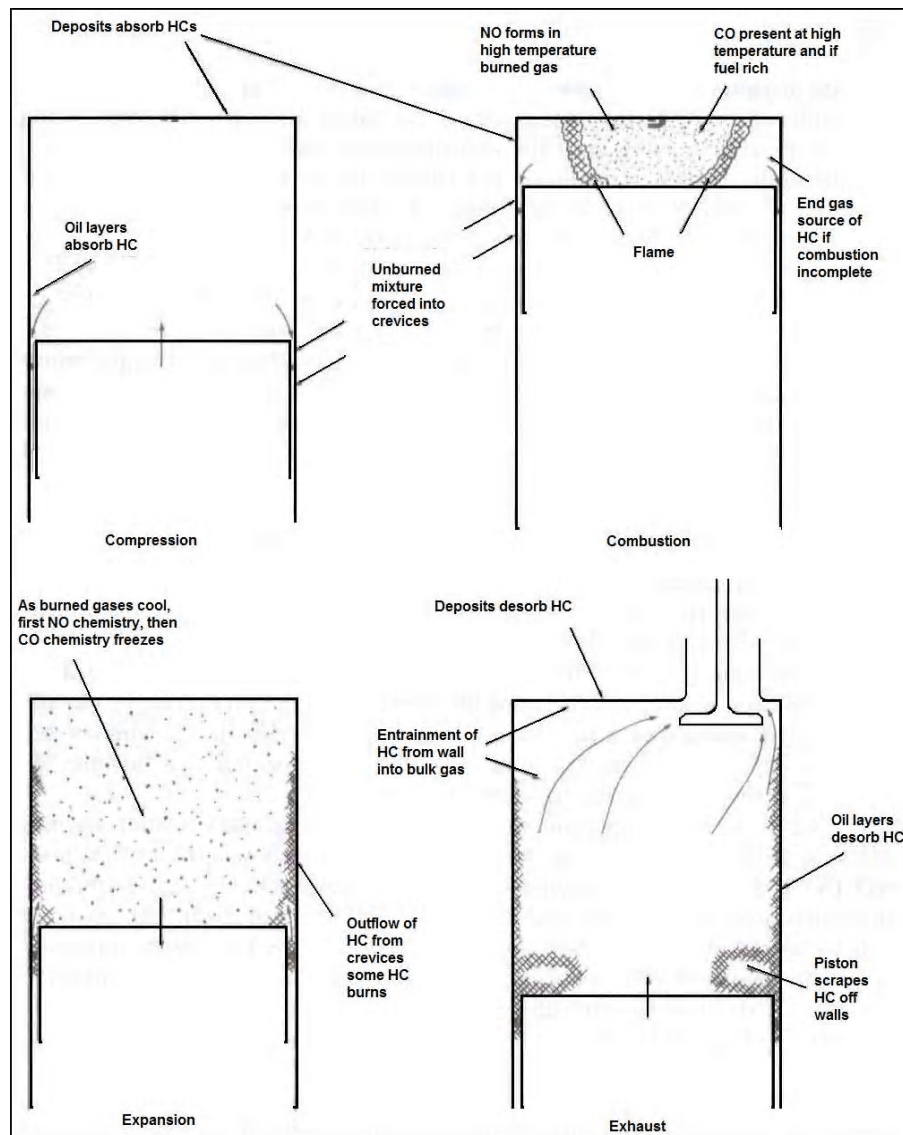 Deposits absorb HCs
NO forms in
high temperature
burned gas
CO present at high
temperature and if
fuel rich
Oil layers
absorb HC
Unburned
mixture
forced into
crevices
Flame
End gas
source of
HC if
combustion
incomplete
Compression
Combustion
As burned gases cool,
first NO chemistry, then
CO chemistry freezes
Deposits desorb HC
Entrainment of
HC from wall
into bulk gas
Oil layers
desorb HC
Outflow of
HC from
crevices
some HC
burns
Piston
scrapes
HC off
walls
Expansion
Exhaust